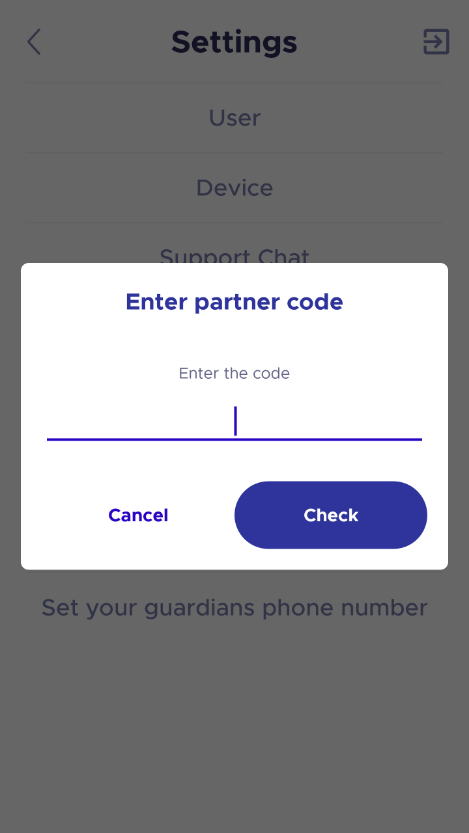 Settings
User
Device
Support Chat
Enter partner code
Enter the code
Cancel
Check
Set your guardians phone number